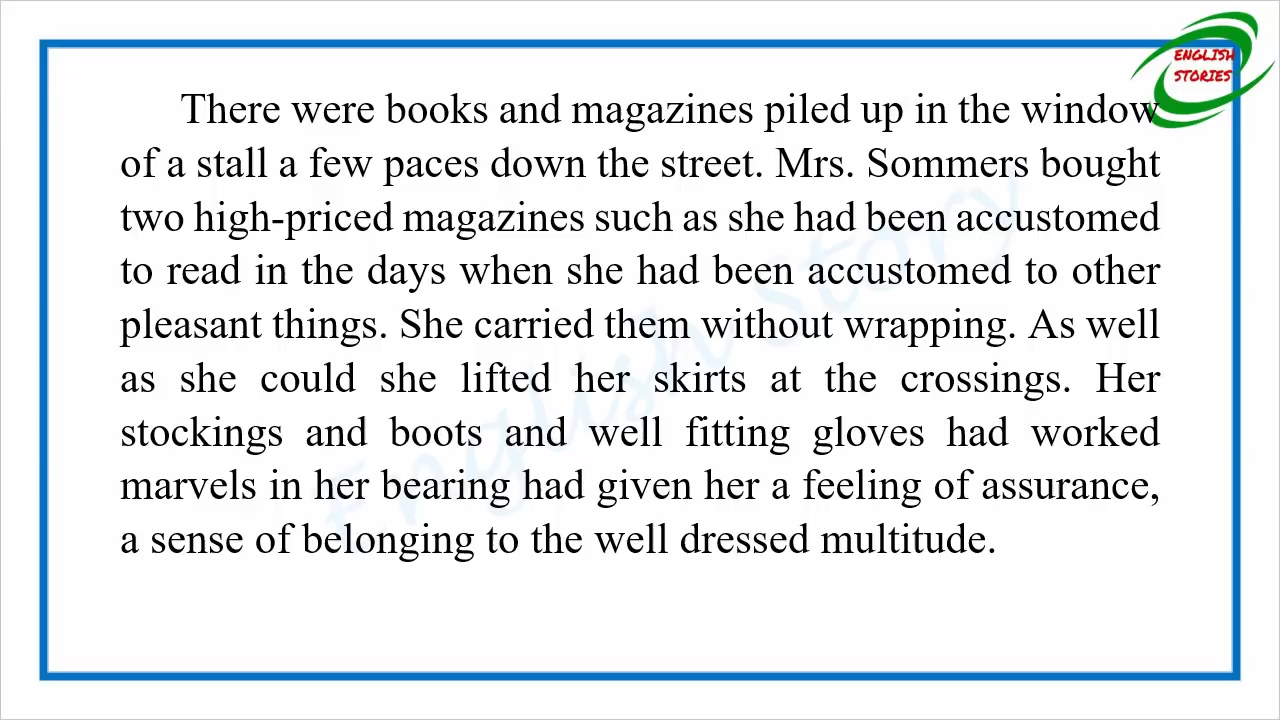 ENGLISH
STORIES
There were books and magazines piled up in the window
of a stall a few paces down the street. Mrs. Sommers bought
two high-priced magazines such as she had been accustomed
to read in the days when she had been accustomed to other
pleasant things. She carried them without wrapping. As well
as she could she lifted her skirts at the crossings. Her
stockings and boots and well fitting gloves had worked
marvels in her bearing had given her a feeling of assurance,
a sense of belonging to the well dressed multitude.
English Story